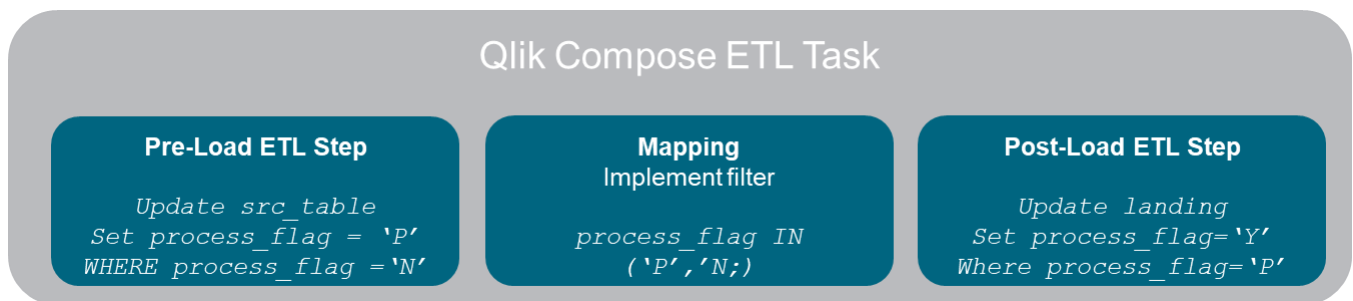 Qlik Compose ETL Task
Pre-Load ETL Step
Update src_table
Set process_flag = ‘P’
WHERE process_flag =‘N’
Mapping
Implement filter
process_flag IN
(‘P’,’N;)
Post-Load ETL Step
Update landing
Set process_flag=‘Y’
Where process_flag=‘P’